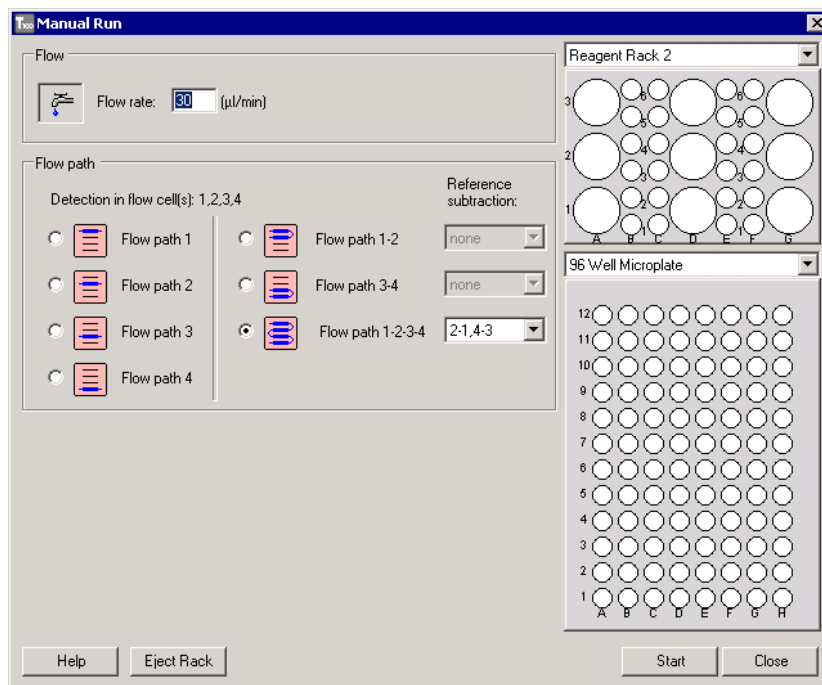 T100 Manual Run
Flow
Flow rate: 30 (µl/min)
Flow path
Detection in flow cell(s): 1,2,3,4
Reference
subtraction:
Flow path 1
Flow path 1-2
none
Flow path 2
Flow path 3-4
none
Flow path 3
Flow path 1-2-3-4
2-1,4-3
Flow path 4
Help
Eject Rack
Reagent Rack 2
3
6
6
5
5
2
4
4
3
3
1
2
2
1
1
A B C D E F G
96 Well Microplate
12
11
10
9
8
7
6
5
4
3
2
1
A B C D E F G H
Start
Close